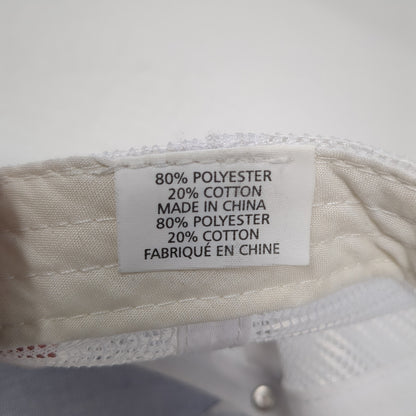 80% POLYESTER
20% COTTON
MADE IN CHINA
80% POLYESTER
20% COTTON
FABRIQUÉ EN CHINE